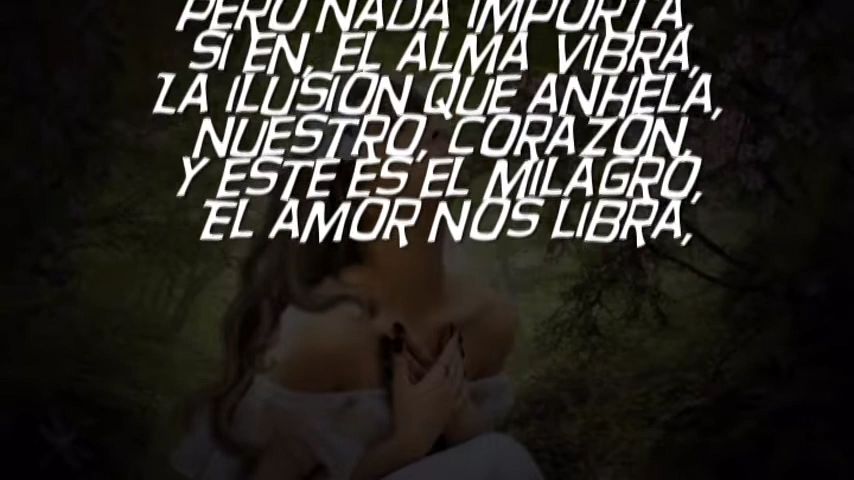 PERO NADA IMPORTA,
SI EN, EL ALMA VIBRA,
LA ILUSIÓN QUE ANHELA,
NUESTRO, CORAZÓN,
Y ESTE ES EL MILAGRO,
EL AMOR NOS LIBRA,